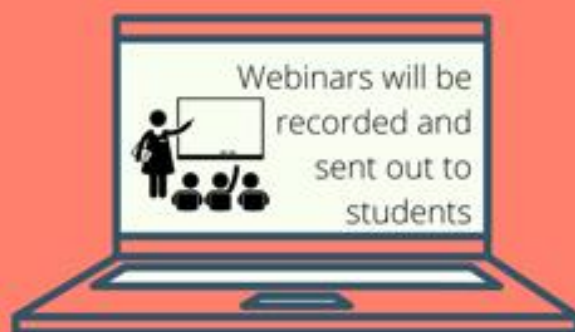 Webinars will be
recorded and
sent out to
students